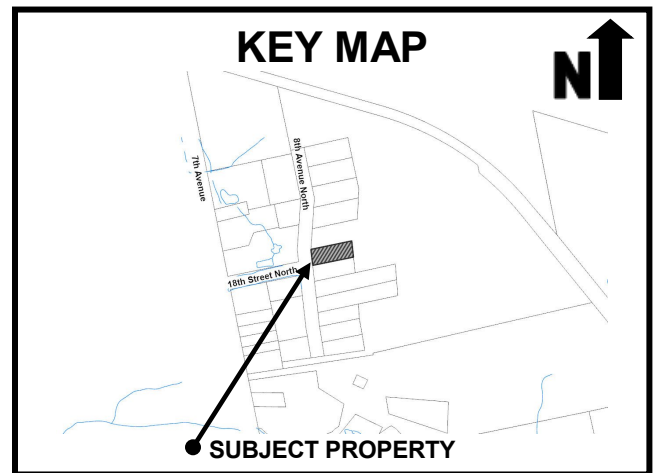 KEY MAP
N
7th Avenue
8th Avenue North
18th Street North
SUBJECT PROPERTY